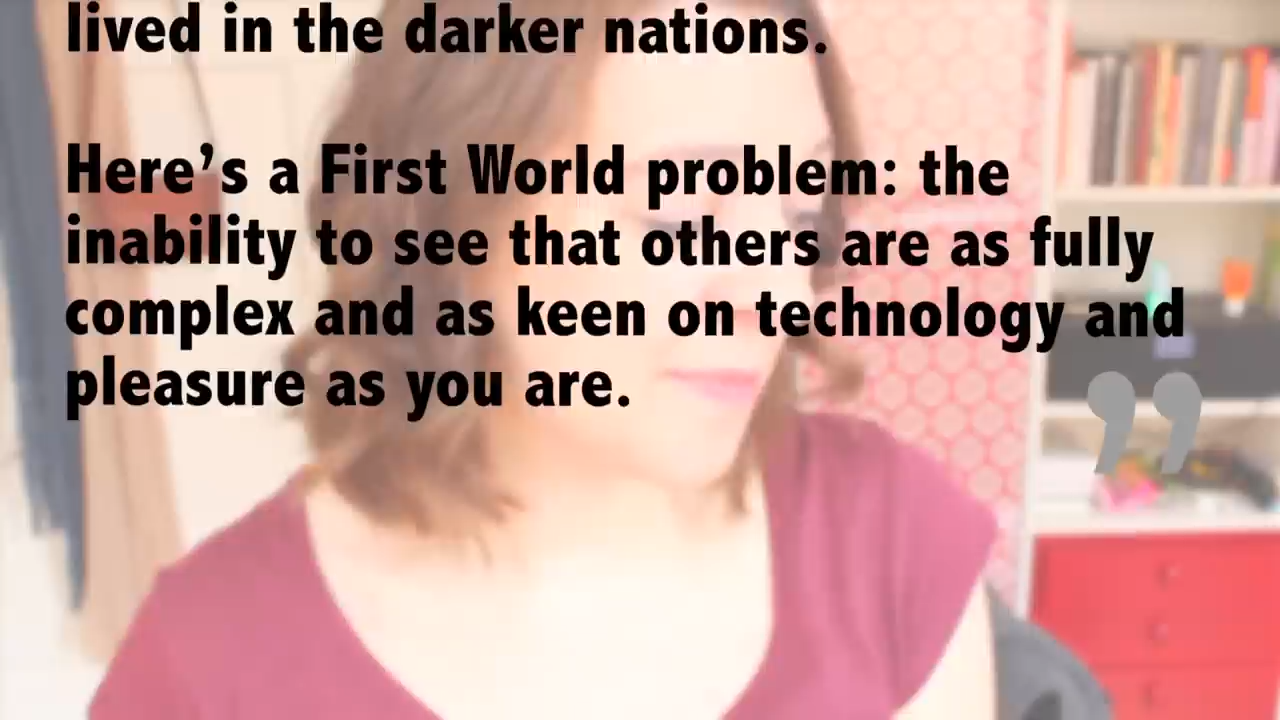 lived in the darker nations.
Here’s a First World problem: the
inability to see that others are as fully
complex and as keen on technology and
pleasure as you are.
”